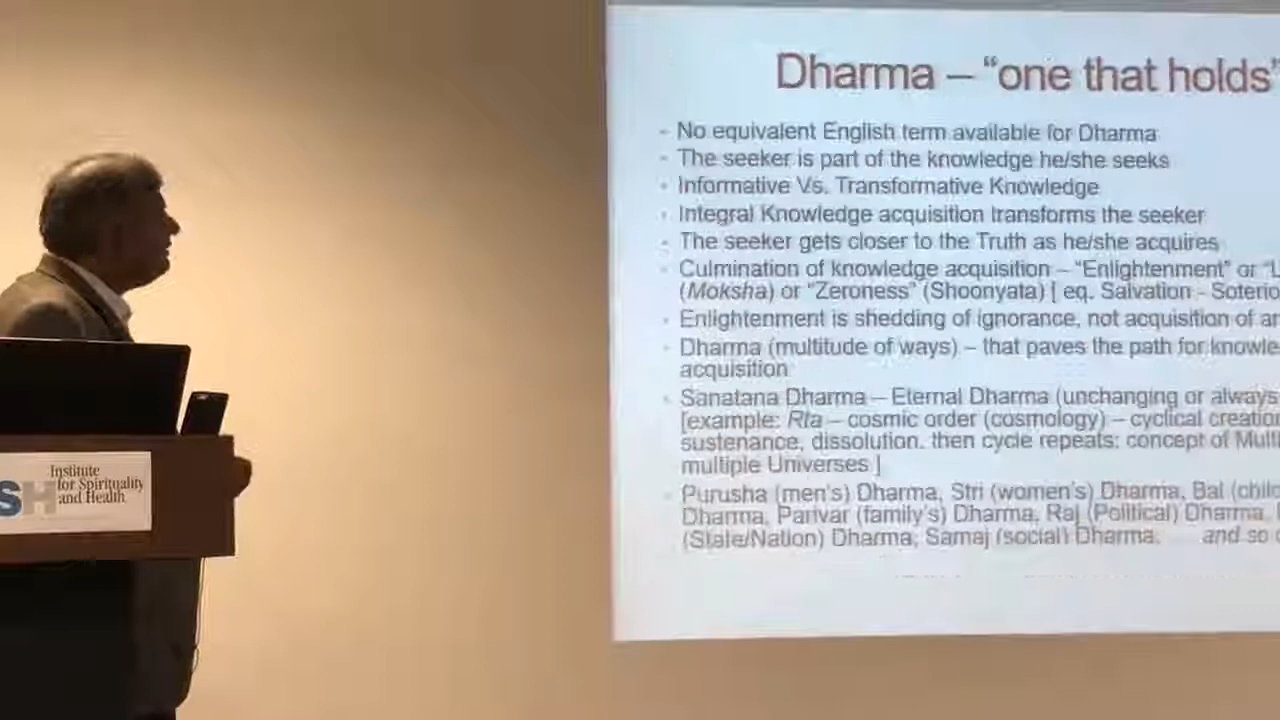 Dharma – “one that holds”
- No equivalent English term available for Dharma
- The seeker is part of the knowledge he/she seeks
- Informative Vs. Transformative Knowledge
- Integral Knowledge acquisition transforms the seeker
- The seeker gets closer to the Truth as he/she acquires
- Culmination of knowledge acquisition – “Enlightenment” or
(Moksha) or “Zeroness” (Shoonyata) [ eq. Salvation - 
- Enlightenment is shedding of ignorance, not acquisition of
- Dharma (multitude of ways) – that paves the path for
acquisition
- Sanatana Dharma – Eternal Dharma (unchanging or always
[example: Rta – cosmic order (cosmology) – cyclical
sustenance, dissolution, then cycle repeats; concept of
multiple Universes ]
- Purusha (men's) Dharma, Stri (women's) Dharma, Bal
Dharma, Parivar (family's) Dharma, Raj (Political) Dharma,
(State/Nation) Dharma, Samaj (social) Dharma. and so
SH
Institute
for Spirituality
and Health